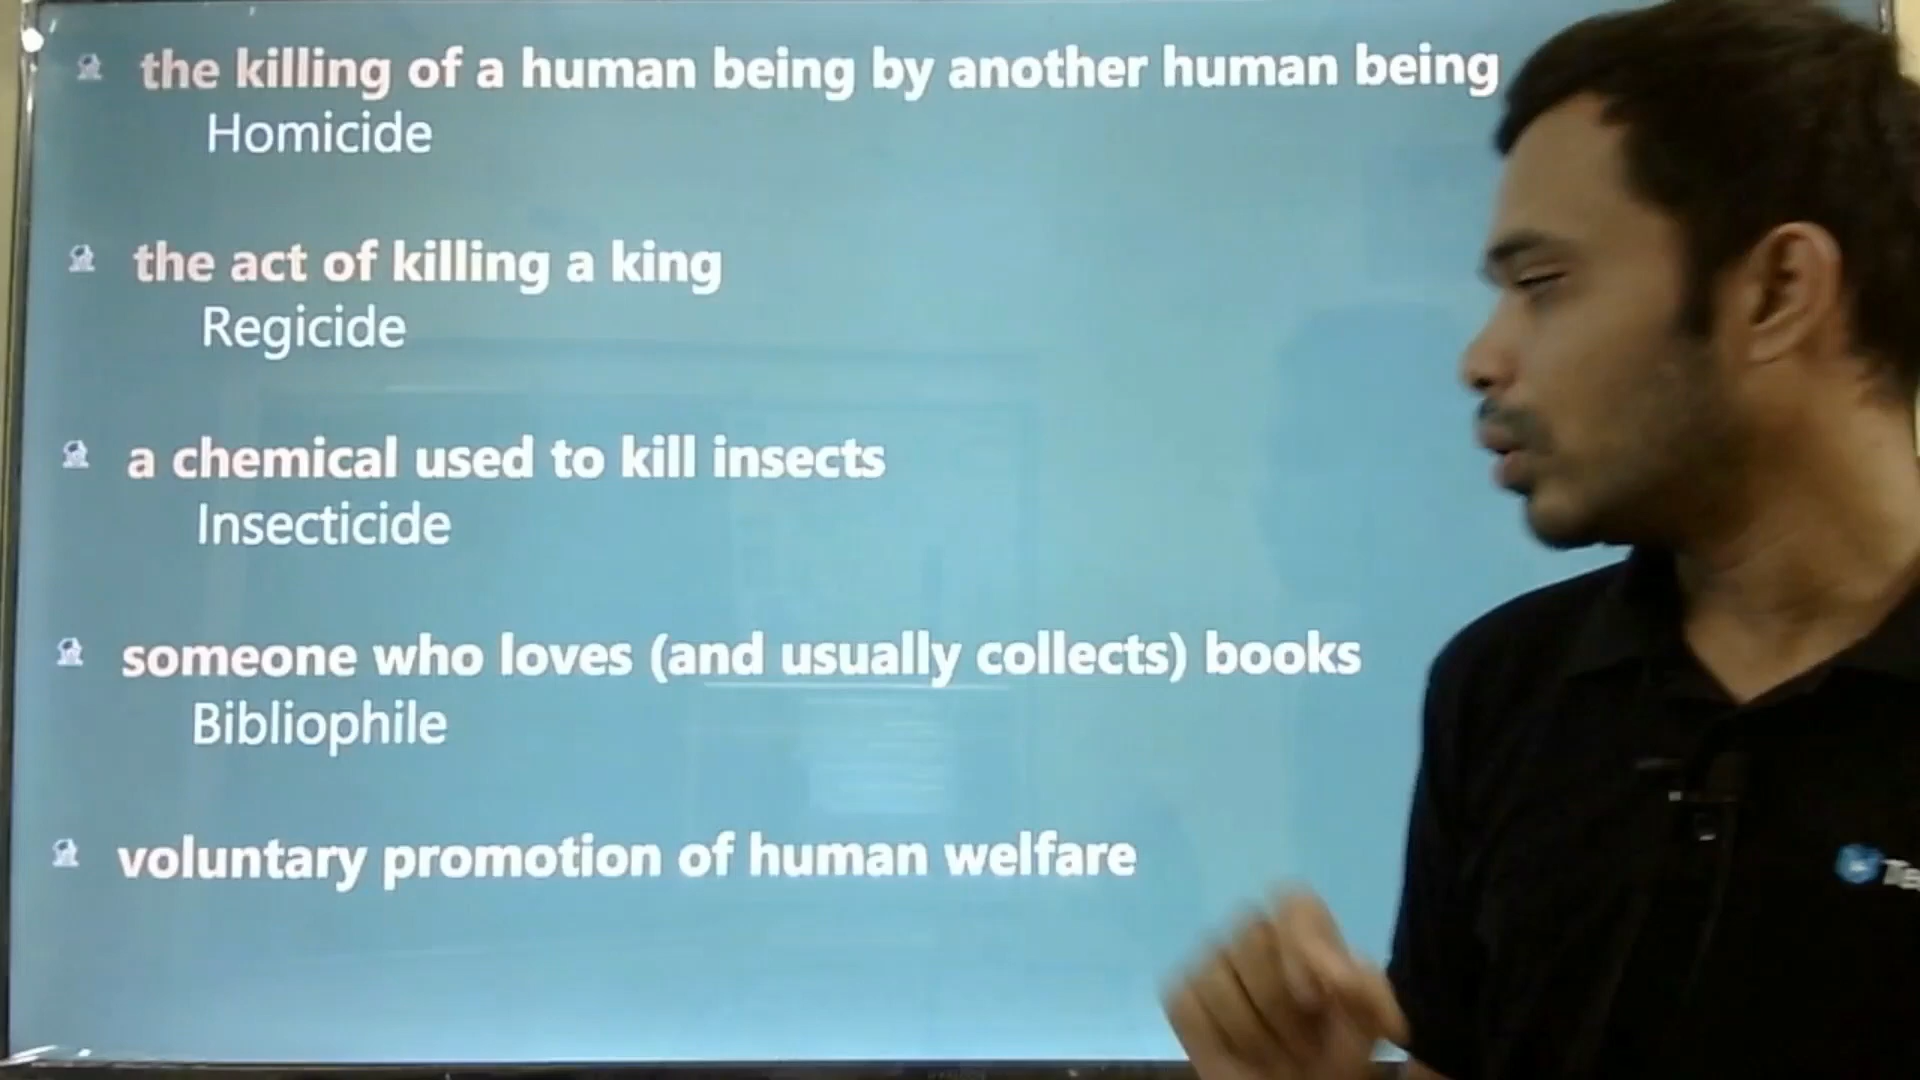 the killing of a human being by another human being
Homicide
the act of killing a king
Regicide
a chemical used to kill insects
Insecticide
someone who loves (and usually collects) books
Bibliophile
voluntary promotion of human welfare